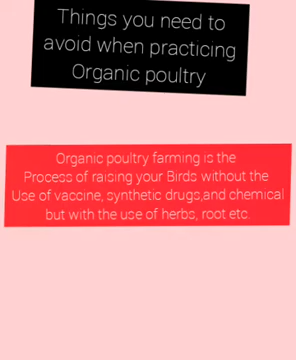 Things you need to
avoid when practicing
Organic poultry
Organic poultry farming is the
Process of raising your Birds without the
Use of vaccine, synthetic drugs,and chemical
but with the use of herbs, root etc.